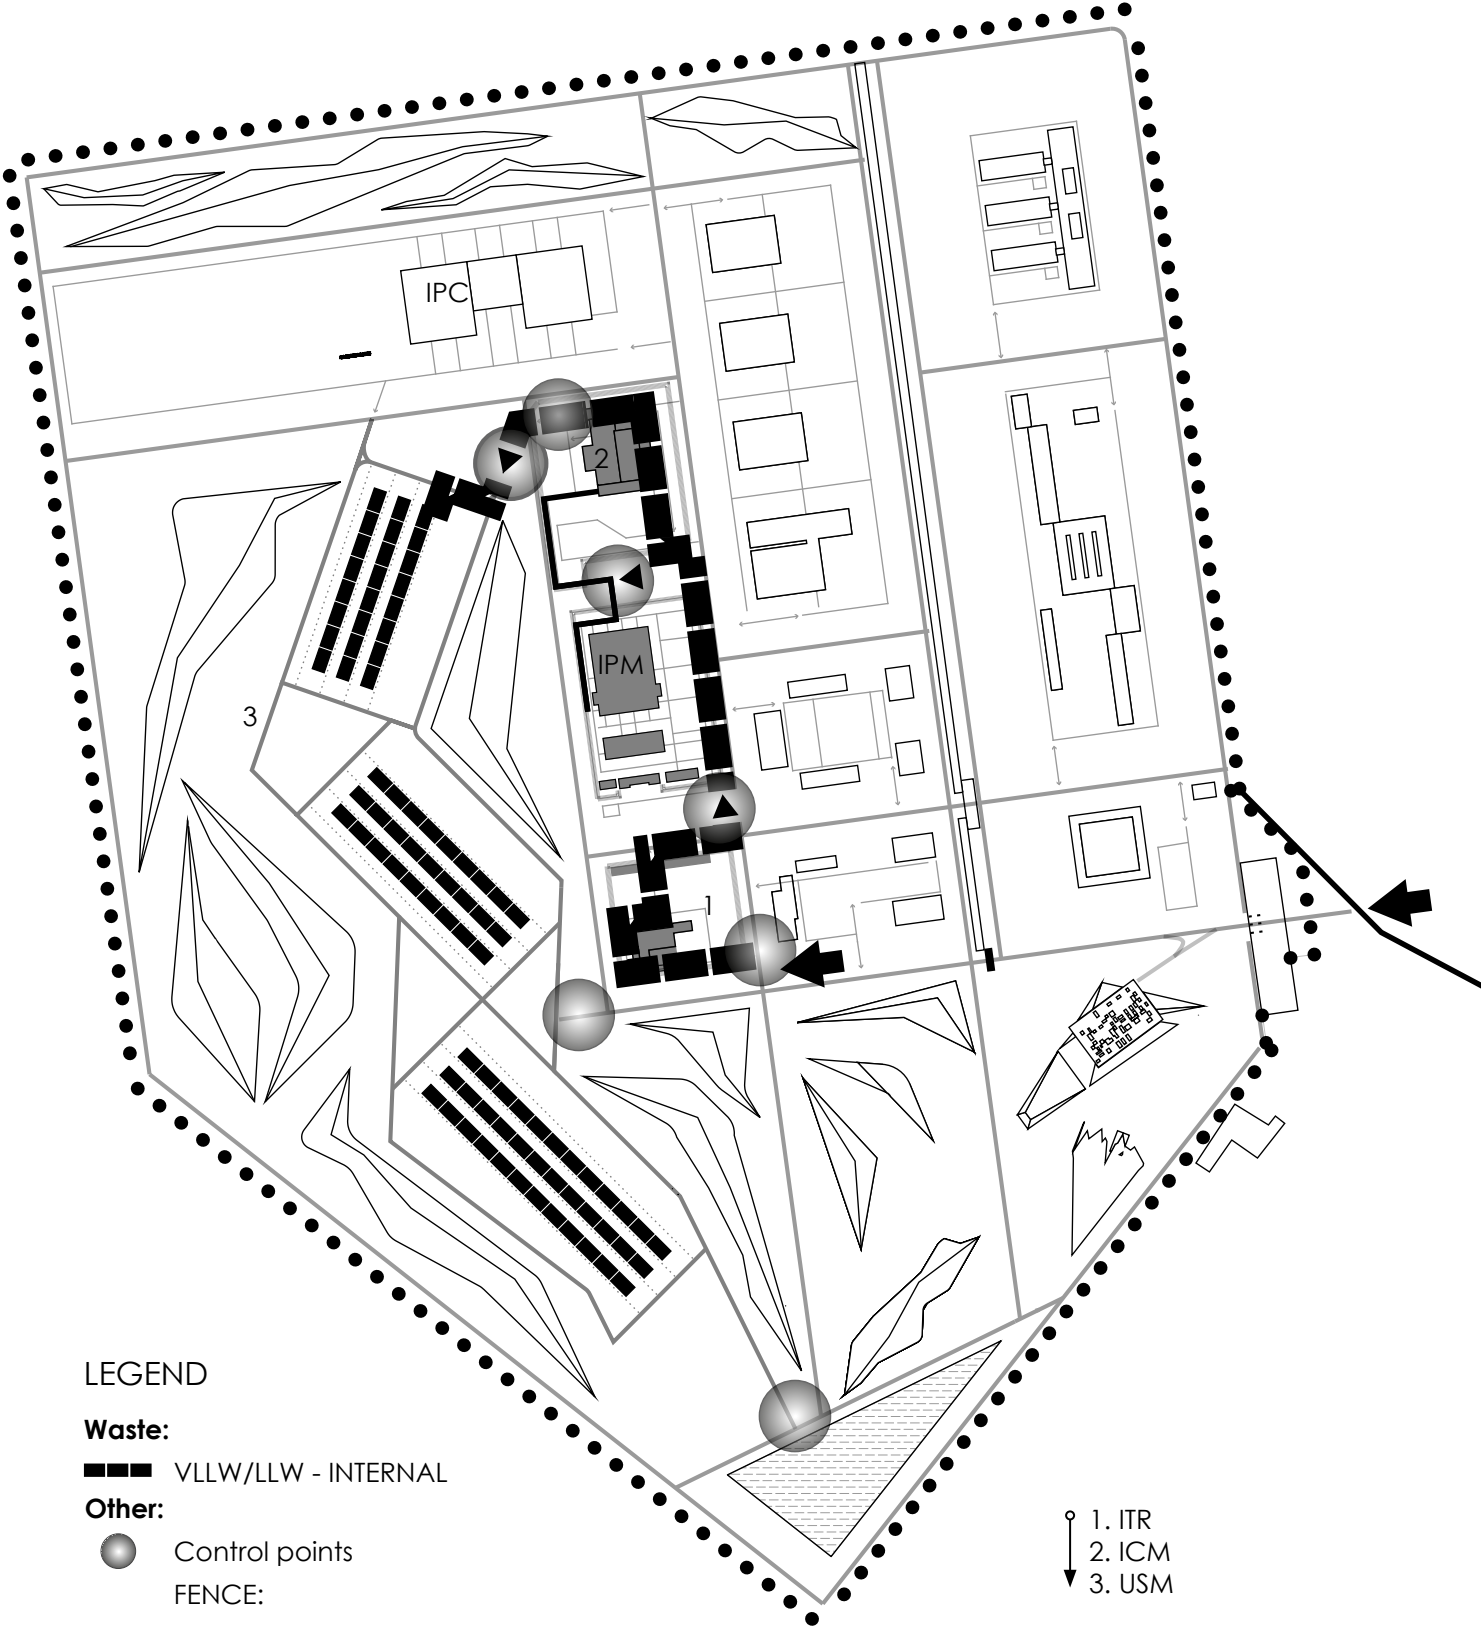 IPC
2
IPM
3
1
LEGEND
Waste:
VLLW/LLW - INTERNAL
Other:
Control points
FENCE:
1. ITR
2. ICM
3. USM